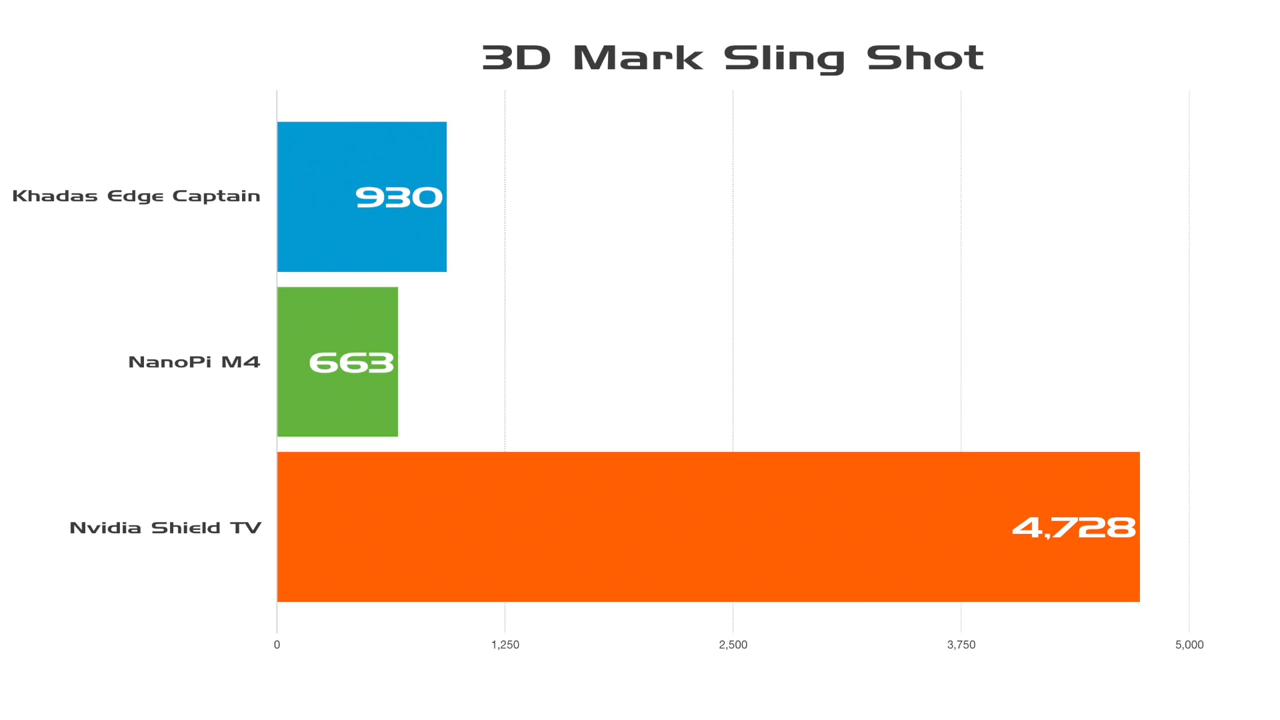 3D Mark Sling Shot
Khadas Edge Captain
930
NanoPi M4
663
Nvidia Shield TV
4,728
0
1,250
2,500
3,750
5,000